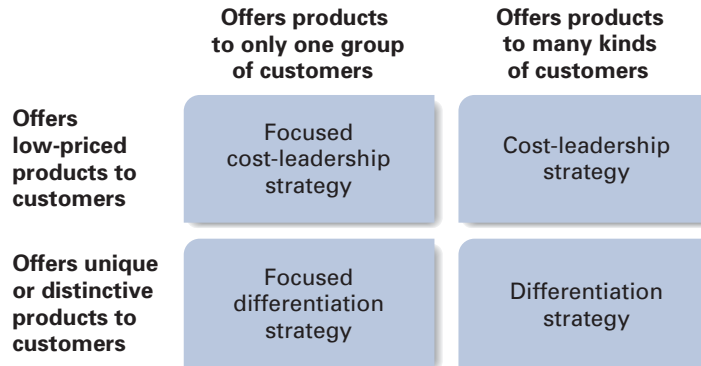 Offers products
to only one group
of customers
Offers products
to many kinds
of customers
Offers
low-priced
products to
customers
Focused
cost-leadership
strategy
Cost-leadership
strategy
Offers unique
or distinctive
products to
customers
Focused
differentiation
strategy
Differentiation
strategy